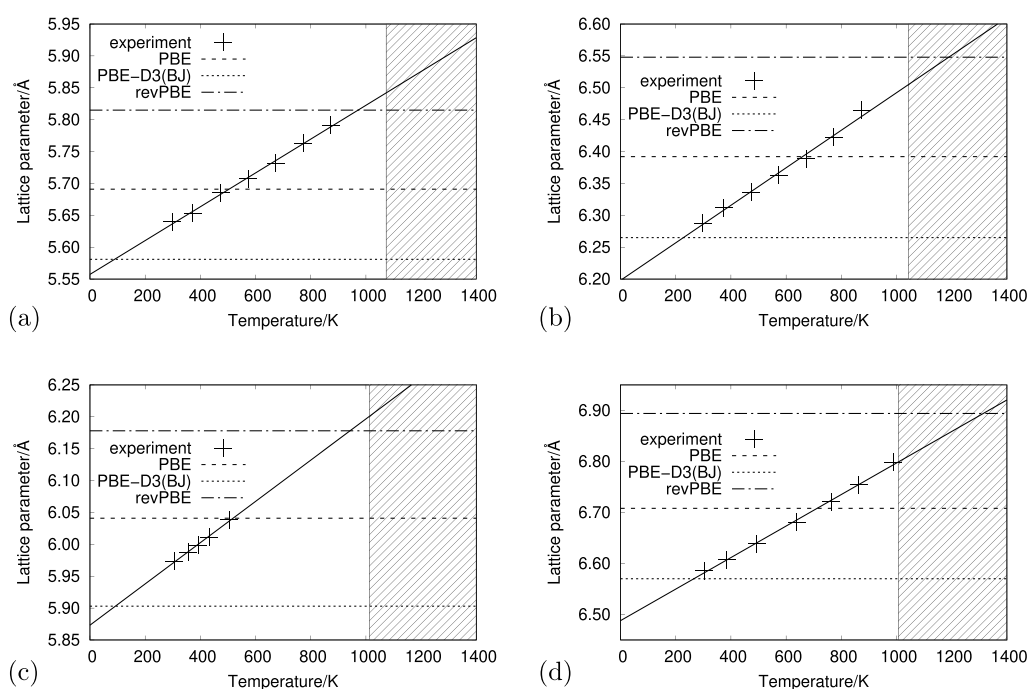 5.95
5.90
5.85
5.80
5.75
5.70
5.65
5.60
5.55
Lattice parameter/Å
experiment
PBE
PBE−D3(BJ)
revPBE
0 200 400 600 800 1000 1200 1400
Temperature/K
(a)
6.60
6.55
6.50
6.45
6.40
6.35
6.30
6.25
6.20
Lattice parameter/Å
experiment
PBE
PBE−D3(BJ)
revPBE
0 200 400 600 800 1000 1200 1400
Temperature/K
(b)
6.25
6.20
6.15
6.10
6.05
6.00
5.95
5.90
5.85
Lattice parameter/Å
experiment
PBE
PBE−D3(BJ)
revPBE
0 200 400 600 800 1000 1200 1400
Temperature/K
(c)
6.90
6.80
6.70
6.60
6.50
Lattice parameter/Å
experiment
PBE
PBE−D3(BJ)
revPBE
0 200 400 600 800 1000 1200 1400
Temperature/K
(d)